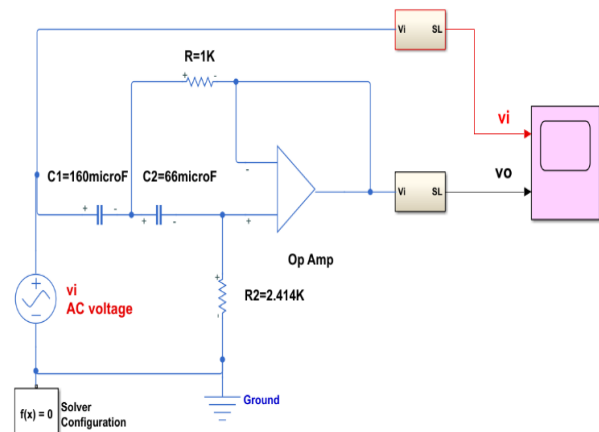 Vi SL
R=1K
vi
C1=160microF C2=66microF
vo
Vi SL
Op Amp
vi
AC voltage
R2=2.414K
Ground
f(x) = 0
Solver
Configuration